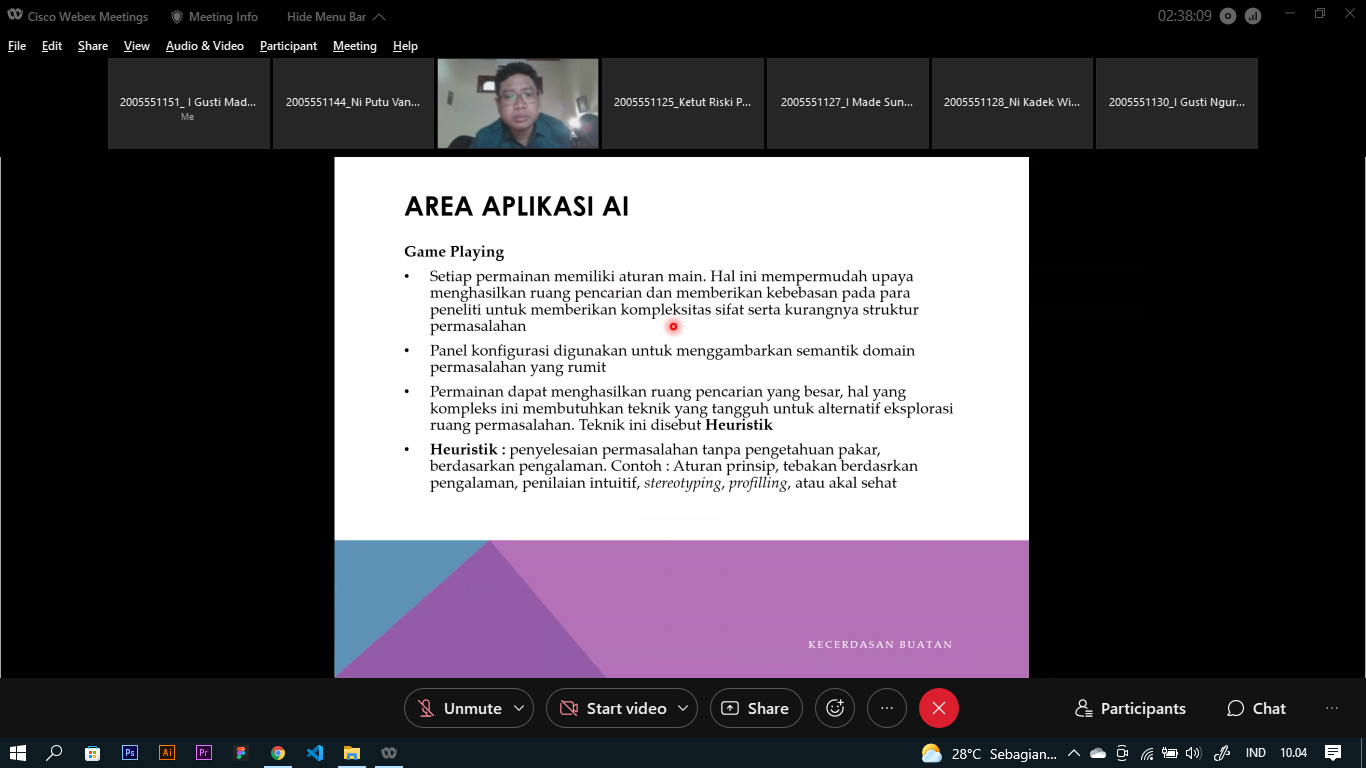 Cisco Webex Meetings
Meeting Info
Hide Menu Bar
02:38:09
File Edit Share View Audio & Video Participant Meeting Help
2005551151_ I Gusti Mad...
Me
2005551144_Ni Putu Van...
2005551125_Ketut Riski P...
2005551127_I Made Sun...
2005551128_Ni Kadek Wi...
2005551130_I Gusti Ngur...
AREA APLIKASI AI
Game Playing
• Setiap permainan memiliki aturan main. Hal ini mempermudah upaya
menghasilkan ruang pencarian dan memberikan kebebasan pada para
peneliti untuk memberikan kompleksitas sifat serta kurangnya struktur
permasalahan
• Panel konfigurasi digunakan untuk menggambarkan semantik domain
permasalahan yang rumit
• Permainan dapat menghasilkan ruang pencarian yang besar, hal yang
kompleks ini membutuhkan teknik yang tangguh untuk alternatif eksplorasi
ruang permasalahan. Teknik ini disebut Heuristik
• Heuristik : penyelesaian permasalahan tanpa pengetahuan pakar,
berdasarkan pengalaman. Contoh : Aturan prinsip, tebakan berdasrkan
pengalaman, penilaian intuitif, stereotyping, profilling, atau akal sehat
KECERDASAN BUATAN
Unmute
Start video
Share
Participants
Chat
Ps
Ai
Pr
28°C Sebagian...
IND
10.04